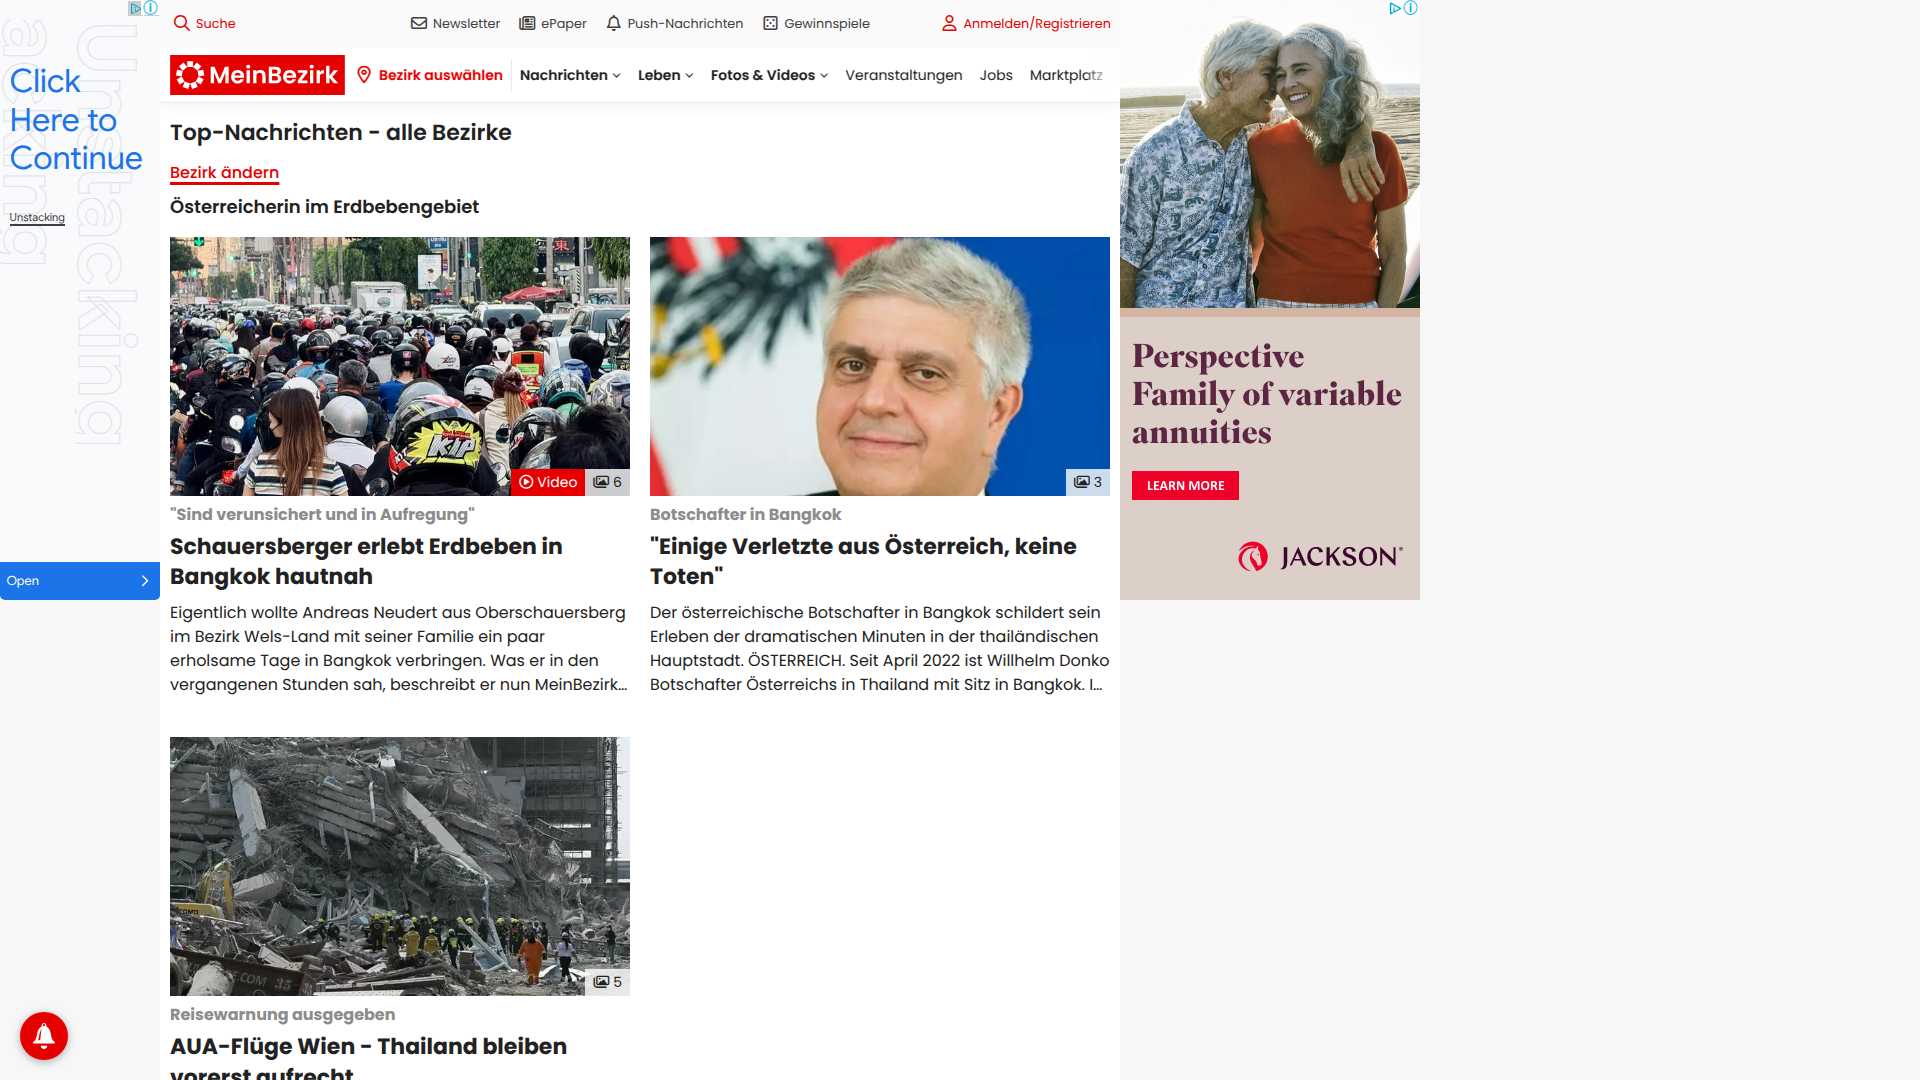 Suche
Newsletter
ePaper
Push-Nachrichten
Gewinnspiele
Anmelden/Registrieren
MeinBezirk
Bezirk auswählen
Nachrichten
Leben
Fotos & Videos
Veranstaltungen
Jobs
Marktplatz
Click
Here to
Continue
Unstacking
Unstacking
Open
Top-Nachrichten - alle Bezirke
Bezirk ändern
Österreicherin im Erdbebengebiet
KiP
Video
6
"Sind verunsichert und in Aufregung"
Schauersberger erlebt Erdbeben in
Bangkok hautnah
Eigentlich wollte Andreas Neudert aus Oberschauersberg
im Bezirk Wels-Land mit seiner Familie ein paar
erholsame Tage in Bangkok verbringen. Was er in den
vergangenen Stunden sah, beschreibt er nun MeinBezirk...
3
Botschafter in Bangkok
"Einige Verletzte aus Österreich, keine
Toten"
Der österreichische Botschafter in Bangkok schildert sein
Erleben der dramatischen Minuten in der thailändischen
Hauptstadt. ÖSTERREICH. Seit April 2022 ist Willhelm Donko
Botschafter Österreichs in Thailand mit Sitz in Bangkok. I...
.COM 35
5
Reisewarnung ausgegeben
AUA-Flüge Wien - Thailand bleiben
vorerst aufrecht
Perspective
Family of variable
annuities
LEARN MORE
JACKSON®